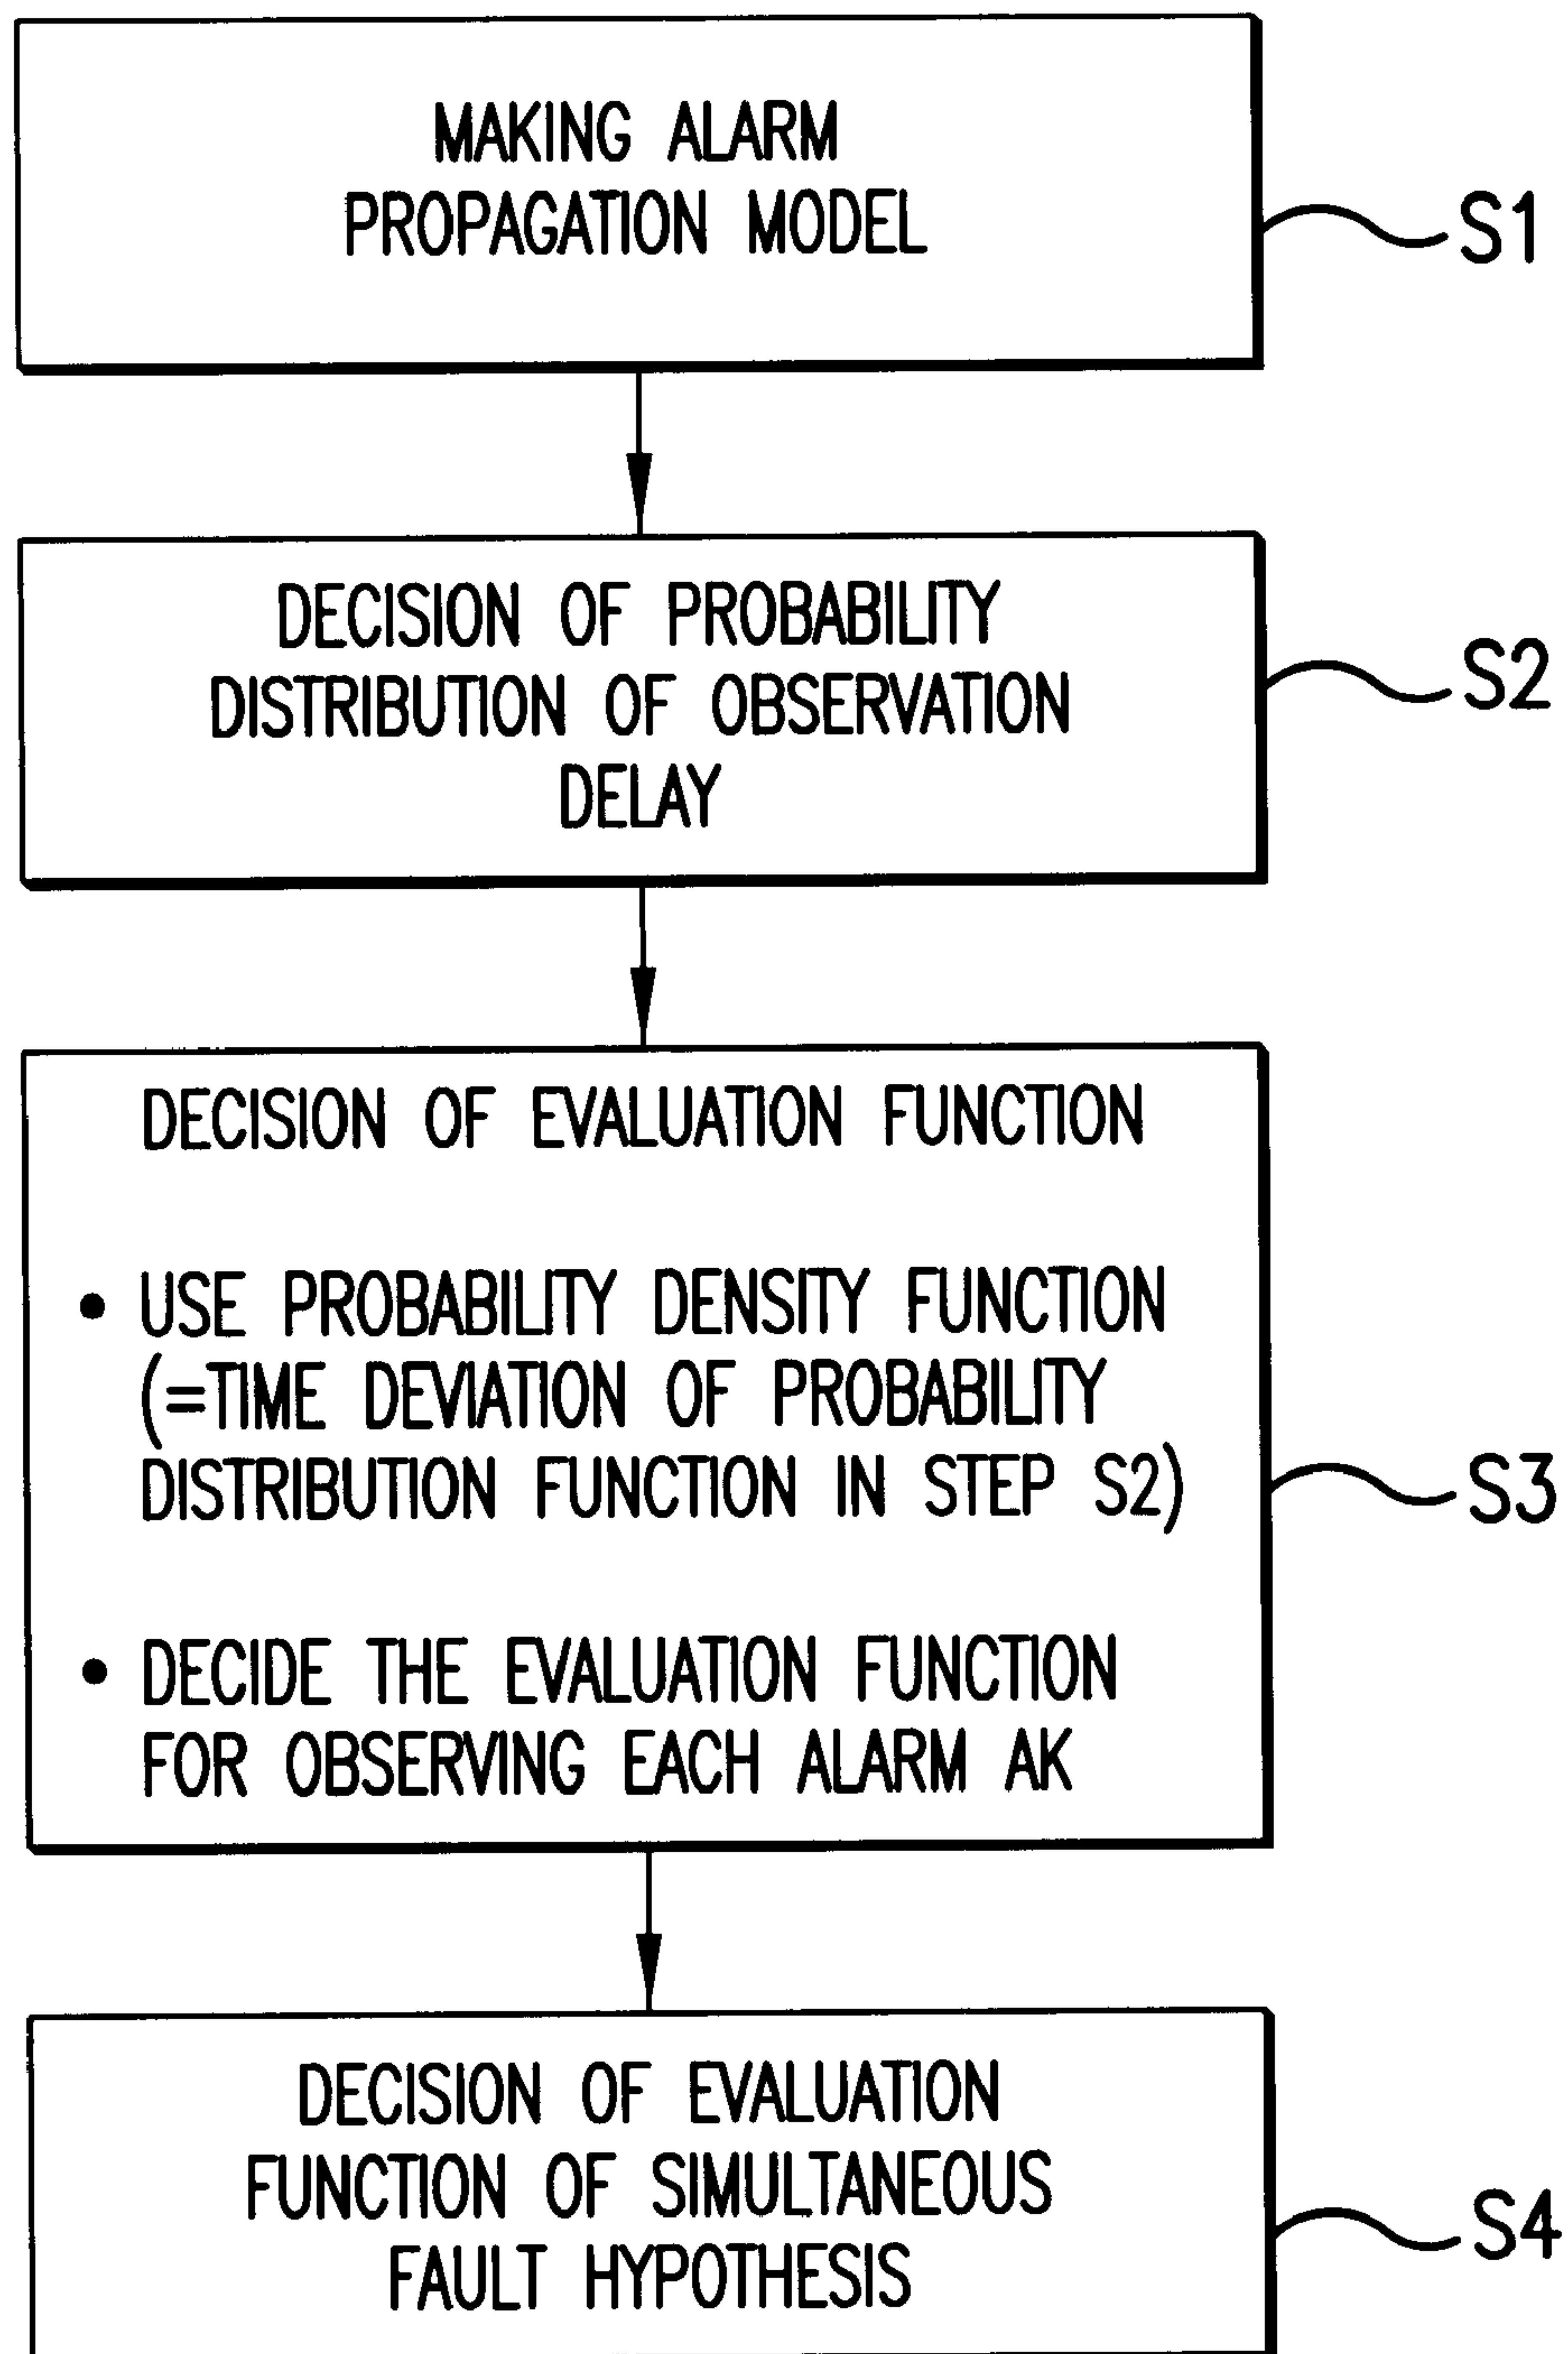 MAKING ALARM
PROPAGATION MODEL
S1
DECISION OF PROBABILITY
DISTRIBUTION OF OBSERVATION
DELAY
S2
DECISION OF EVALUATION FUNCTION
• USE PROBABILITY DENSITY FUNCTION
(=TIME DEVIATION OF PROBABILITY
DISTRIBUTION FUNCTION IN STEP S2)
• DECIDE THE EVALUATION FUNCTION
FOR OBSERVING EACH ALARM AK
S3
DECISION OF EVALUATION
FUNCTION OF SIMULTANEOUS
FAULT HYPOTHESIS
S4